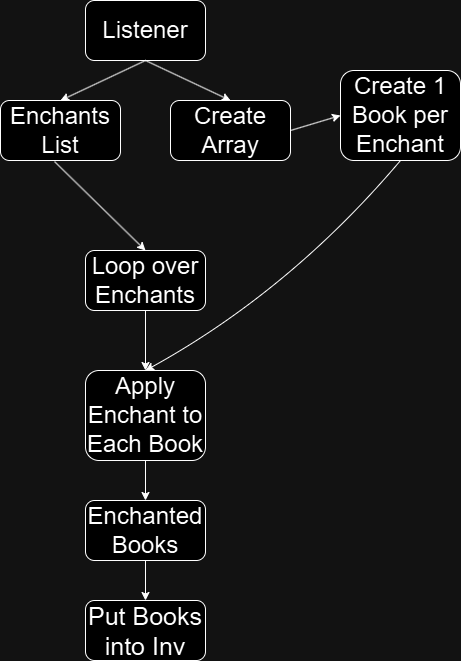 Listener
Enchants
List
Create
Array
Create 1
Book per
Enchant
Loop over
Enchants
Apply
Enchant to
Each Book
Enchanted
Books
Put Books
into Inv